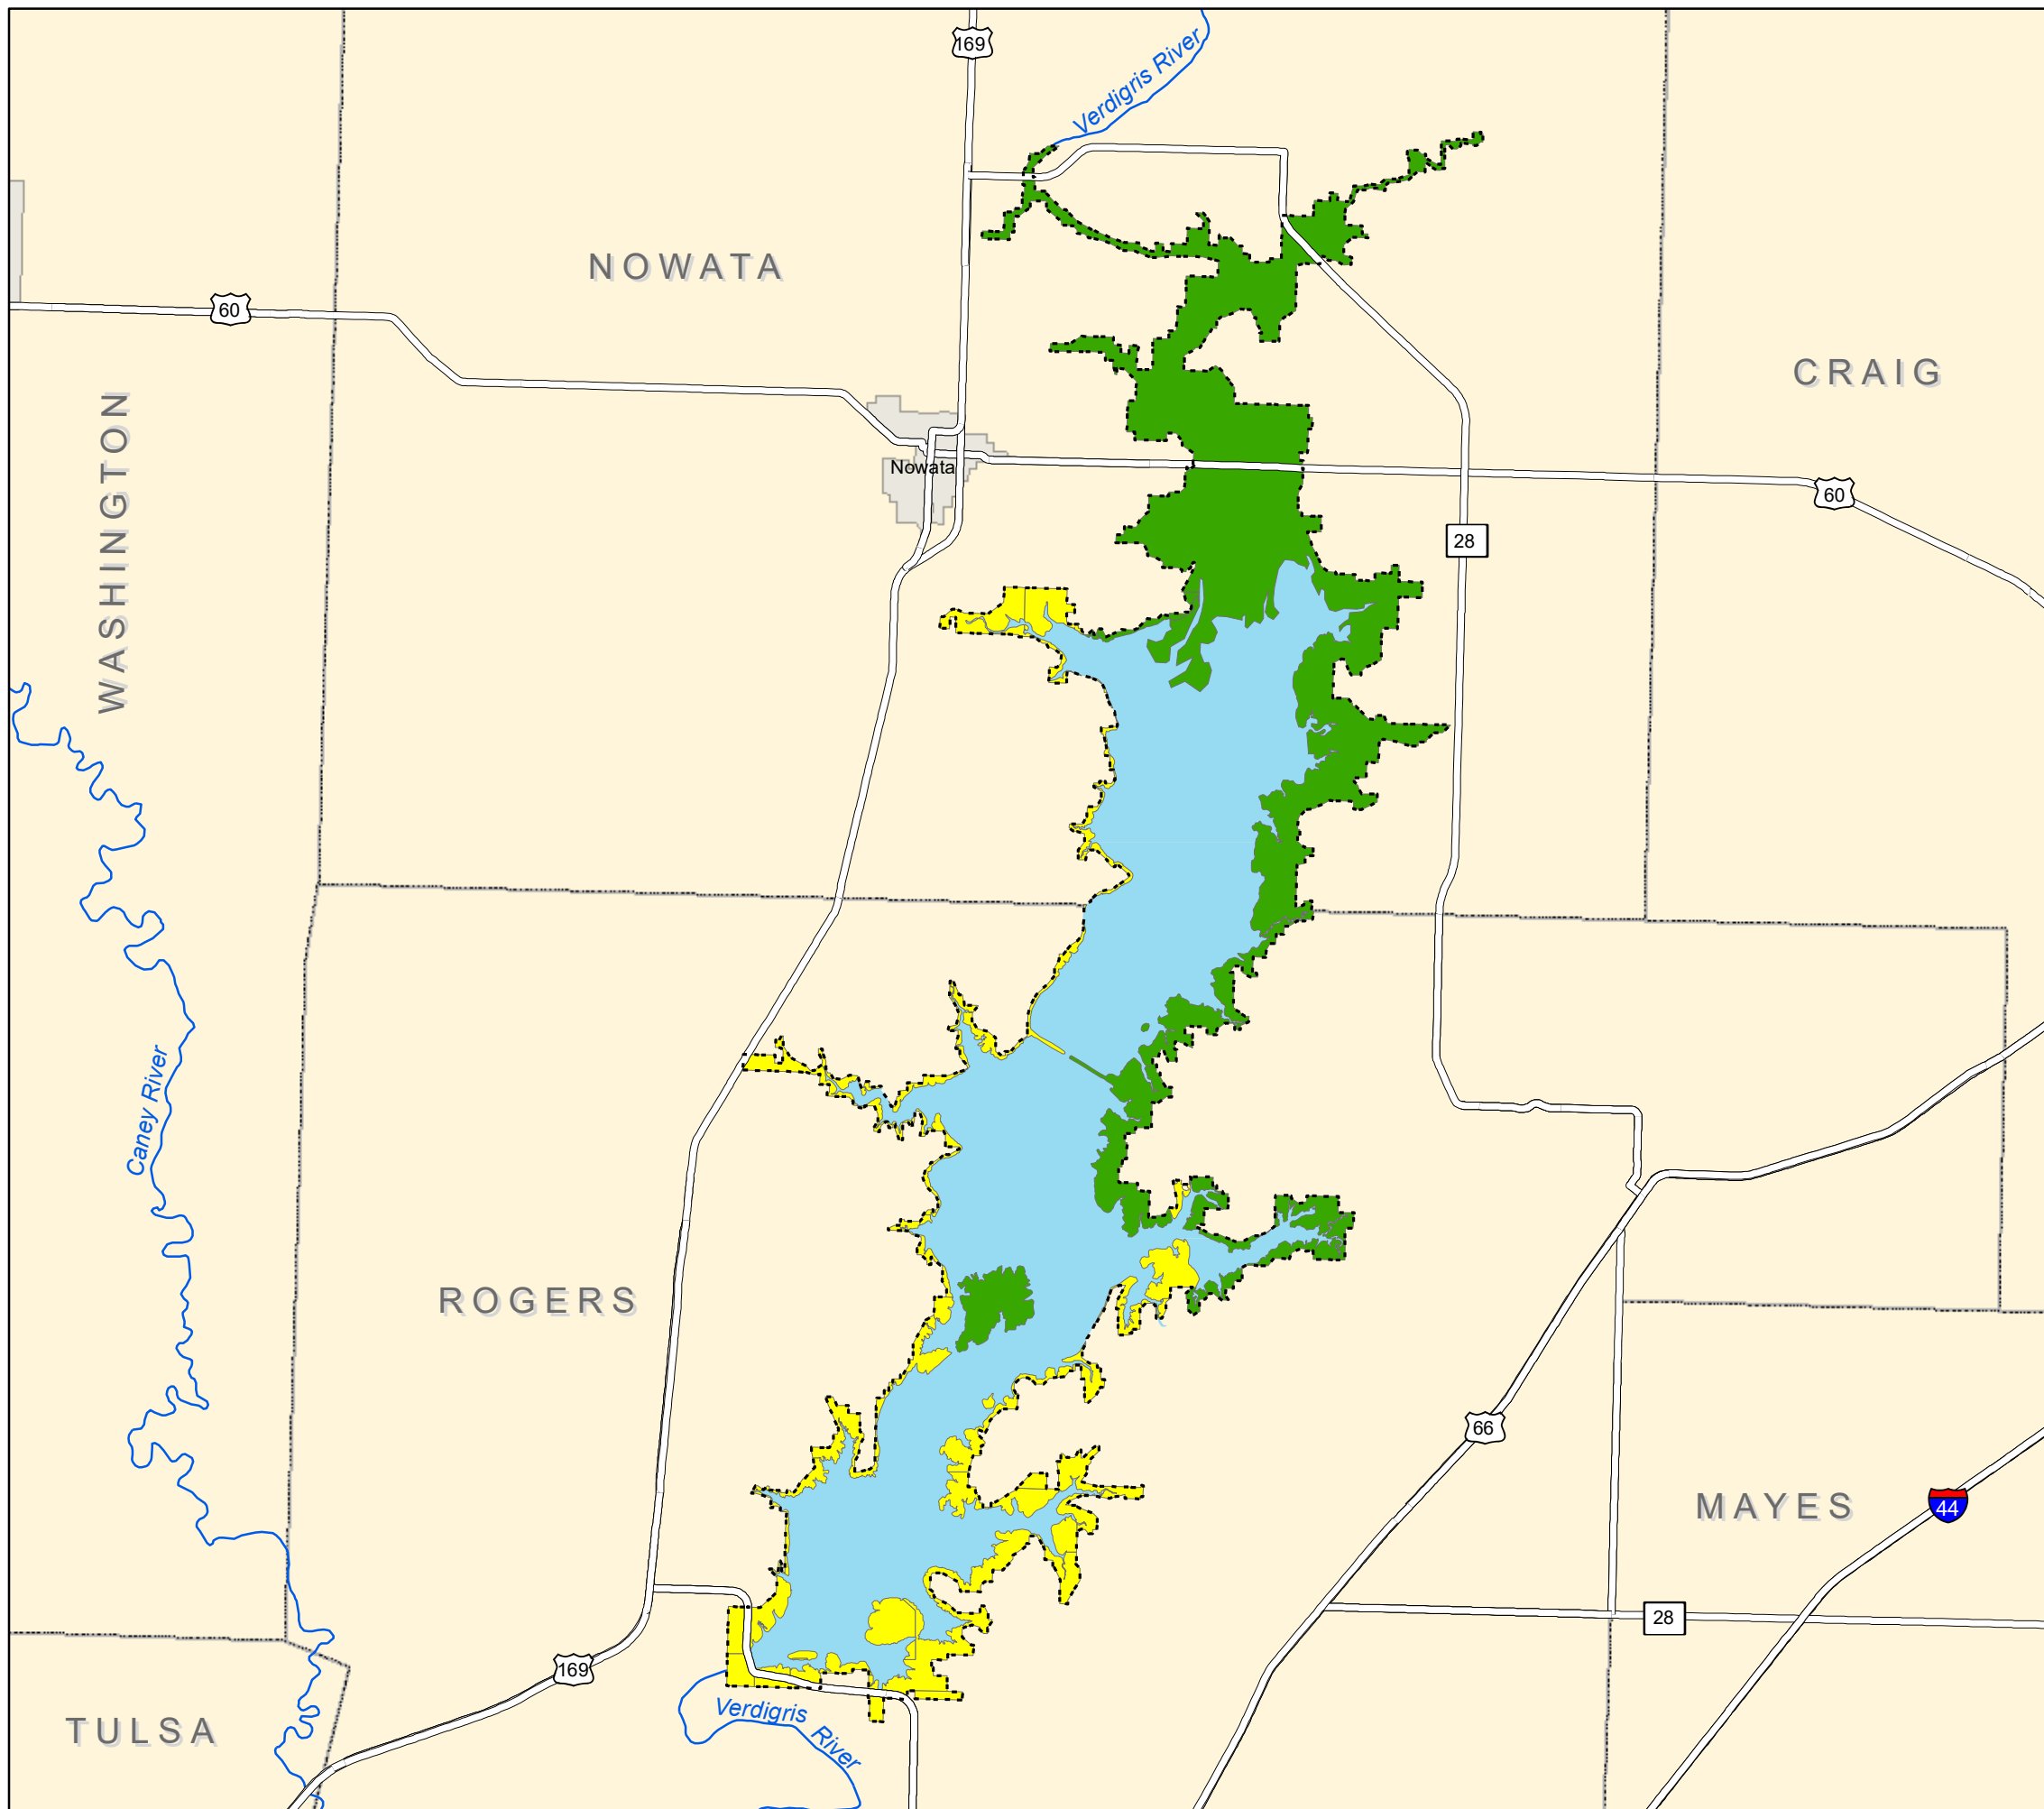 169
Verdigris River
NOWATA
60
CRAIG
WASHINGTON
Nowata
60
28
Caney River
ROGERS
66
MAYES
44
28
169
Verdigris River
TULSA